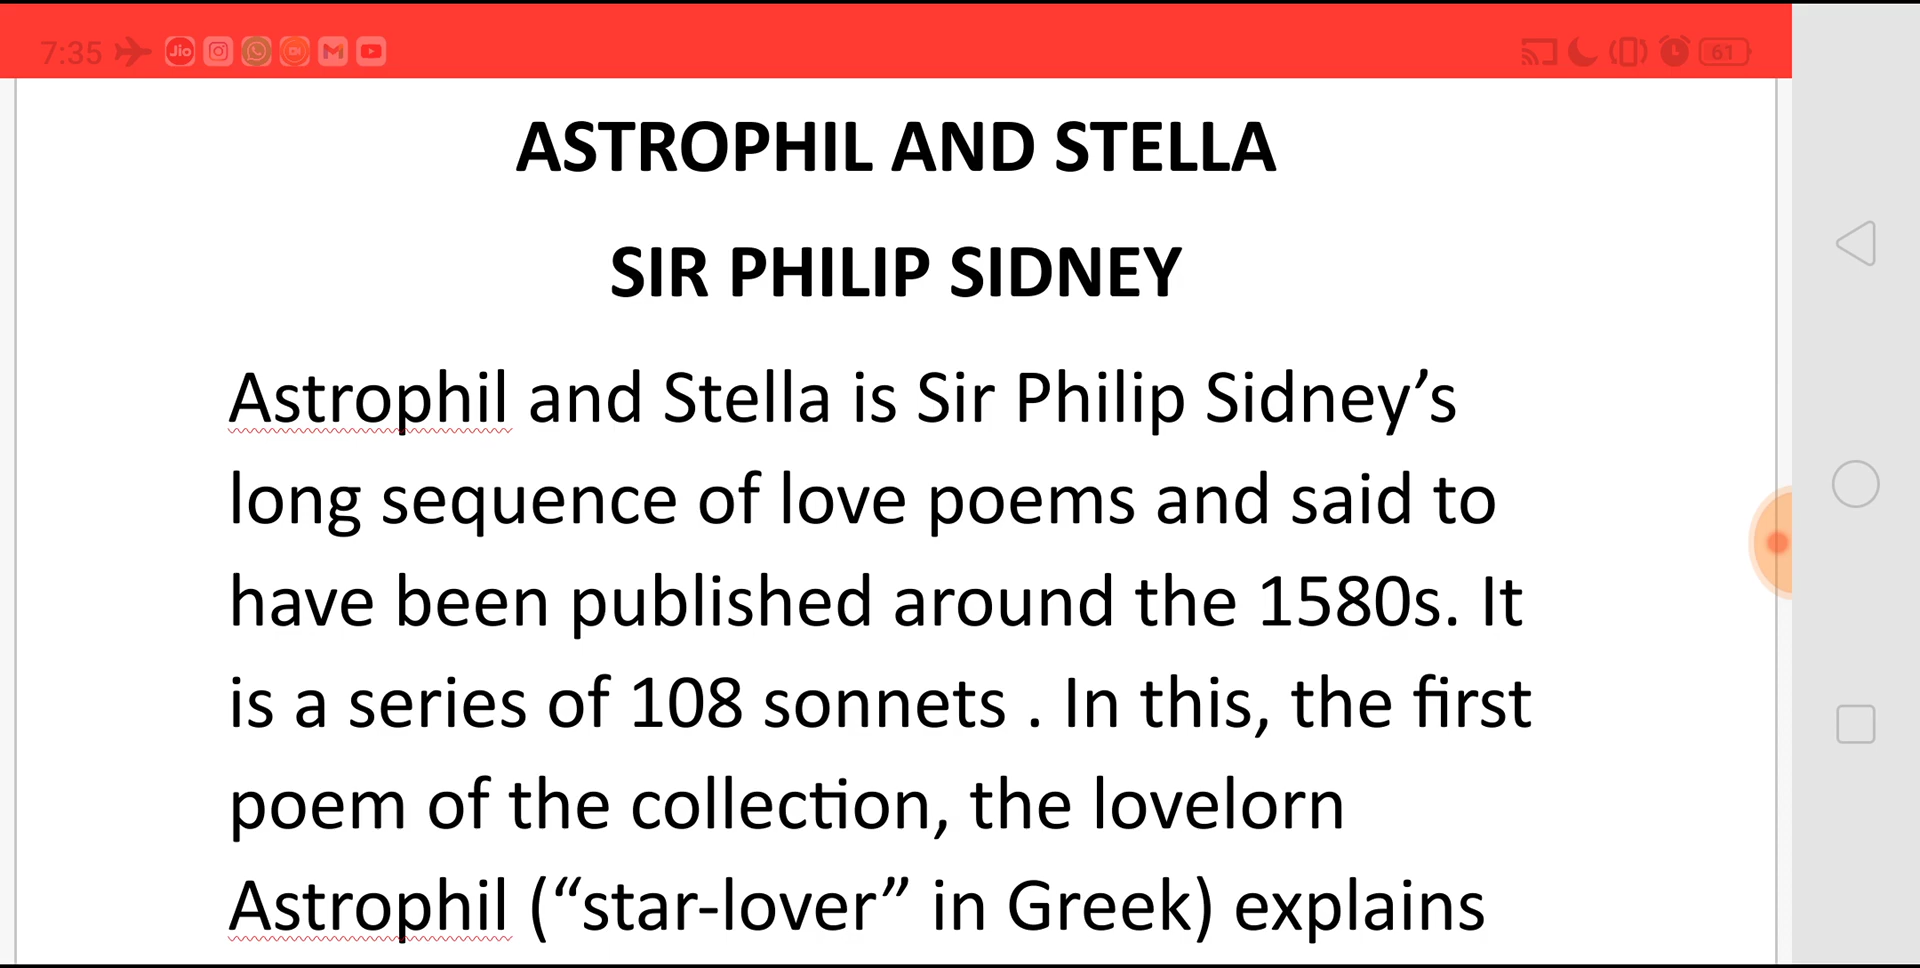 7:35
Jio
61
ASTROPHIL AND STELLA
SIR PHILIP SIDNEY
Astrophil and Stella is Sir Philip Sidney’s
long sequence of love poems and said to
have been published around the 1580s. It
is a series of 108 sonnets . In this, the first
poem of the collection, the lovelorn
Astrophil (“star-lover” in Greek) explains